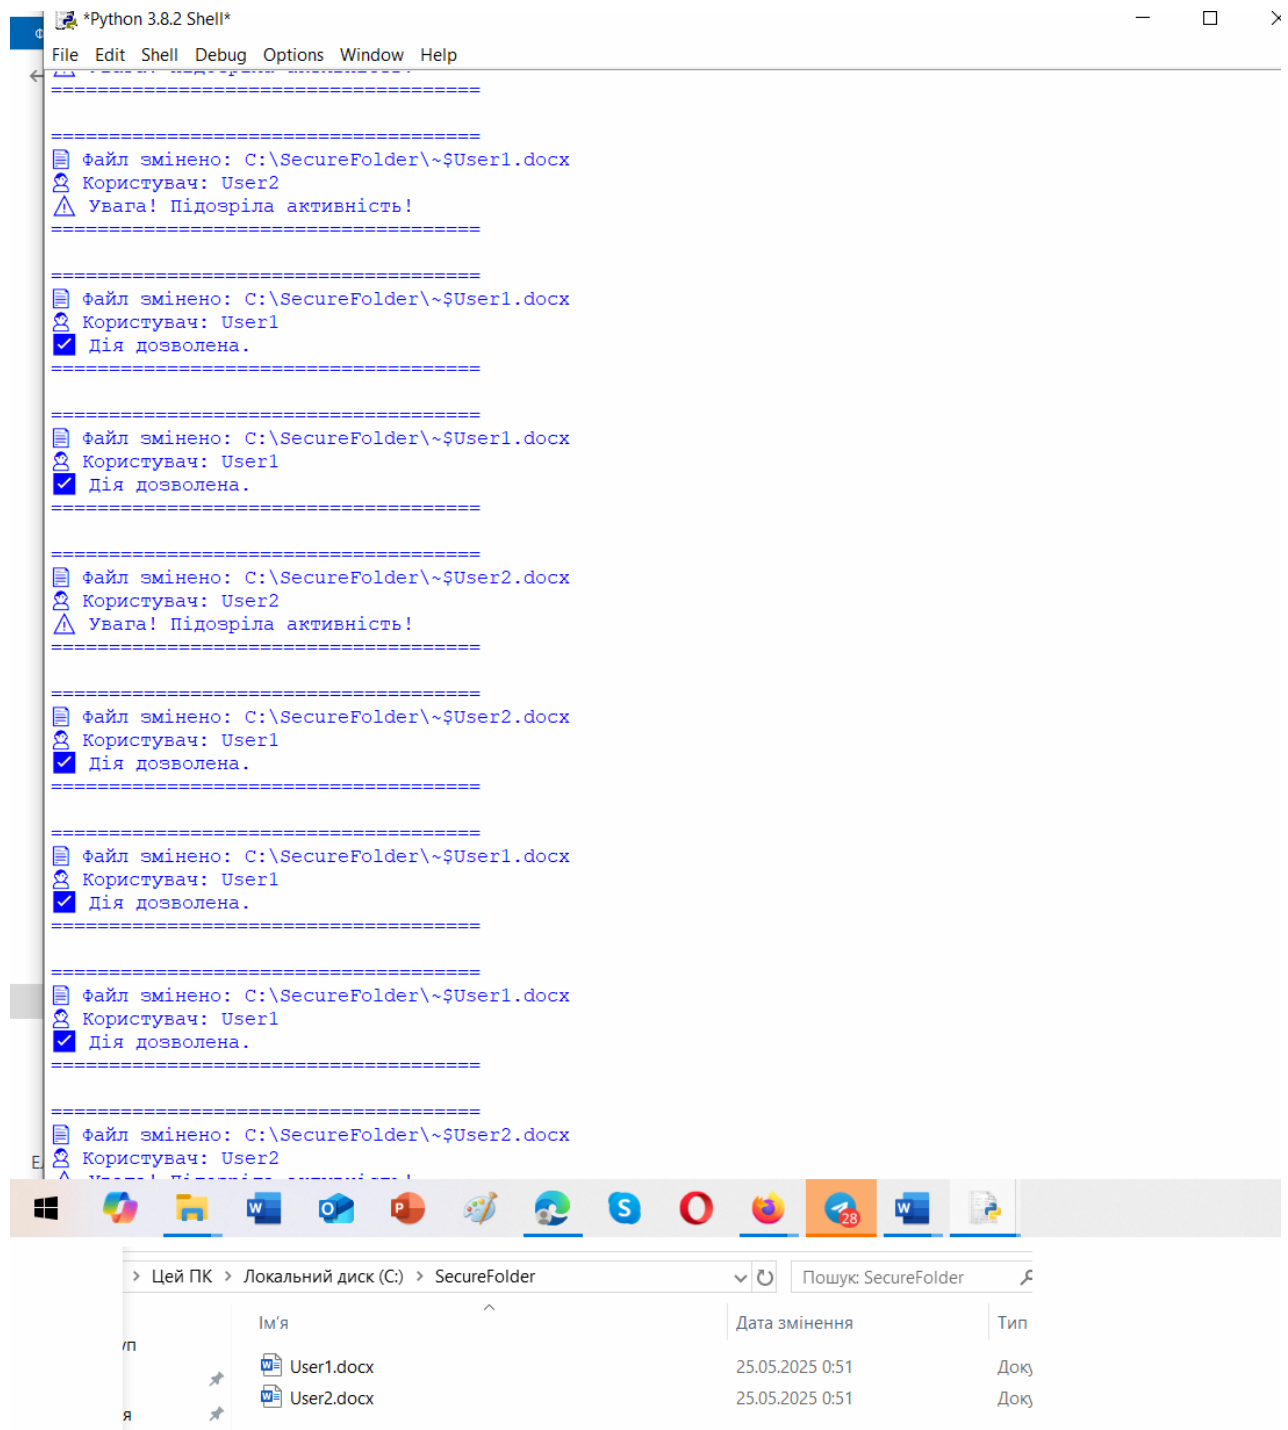 *Python 3.8.2 Shell*
File Edit Shell Debug Options Window Help
=====================================
=====================================
Файл змінено: C:\SecureFolder\~$User1.docx
Користувач: User2
Увага! Підозріла активність!
=====================================
=====================================
Файл змінено: C:\SecureFolder\~$User1.docx
Користувач: User1
Дія дозволена.
=====================================
=====================================
Файл змінено: C:\SecureFolder\~$User1.docx
Користувач: User1
Дія дозволена.
=====================================
=====================================
Файл змінено: C:\SecureFolder\~$User2.docx
Користувач: User2
Увага! Підозріла активність!
=====================================
=====================================
Файл змінено: C:\SecureFolder\~$User2.docx
Користувач: User1
Дія дозволена.
=====================================
=====================================
Файл змінено: C:\SecureFolder\~$User1.docx
Користувач: User1
Дія дозволена.
=====================================
=====================================
Файл змінено: C:\SecureFolder\~$User1.docx
Користувач: User1
Дія дозволена.
=====================================
=====================================
Файл змінено: C:\SecureFolder\~$User2.docx
Користувач: User2
28
> Цей ПК > Локальний диск (C:) > SecureFolder
Пошук: SecureFolder
Ім'я Дата змінення Тип
User1.docx 25.05.2025 0:51
User2.docx 25.05.2025 0:51